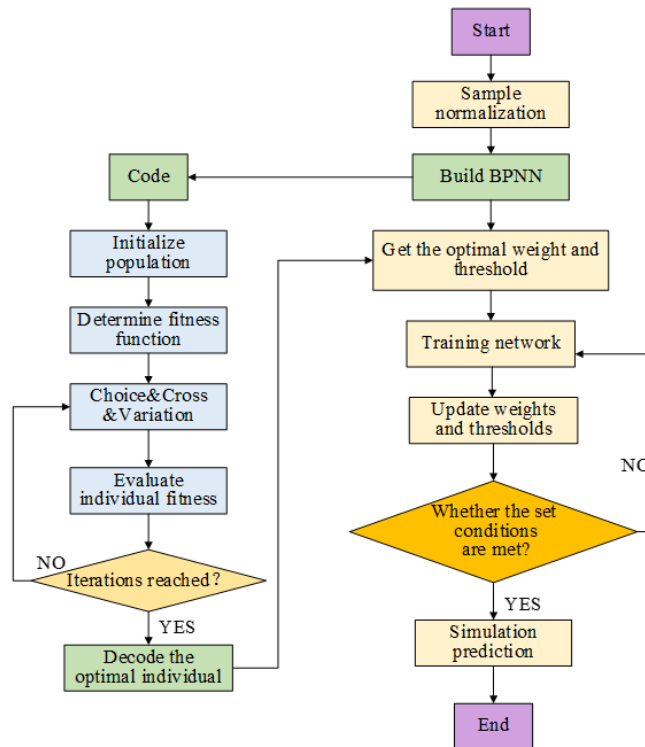 Start
Sample
normalization
Code
Build BPNN
Initialize
population
Get the optimal weight and
threshold
Determine fitness
function
Training network
Choice&Cross
&Variation
Update weights
and thresholds
Evaluate
individual fitness
NO
Whether the set
conditions
are met?
NO
Iterations reached？
YES
YES
Decode the
optimal individual
Simulation
prediction
End